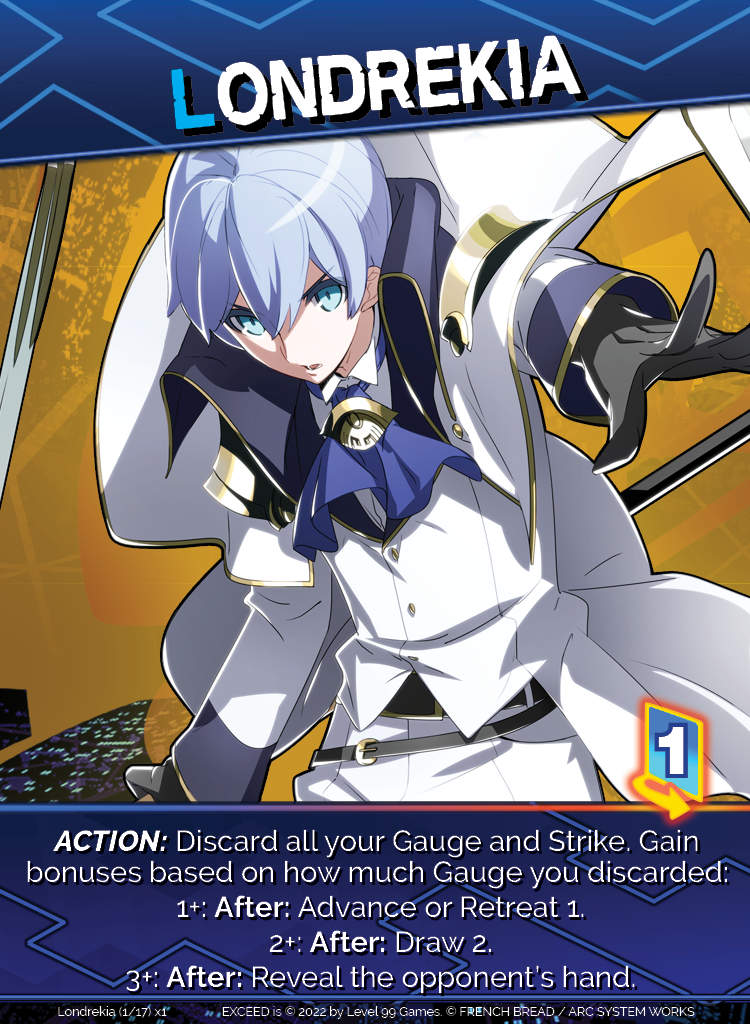 LONDREKIA
1
ACTION: Discard all your Gauge and Strike. Gain
bonuses based on how much Gauge you discarded:
1+: After: Advance or Retreat 1.
2+: After: Draw 2.
3+: After: Reveal the opponent's hand.
Londrekia (1/17) x1 EXCEED is © 2022 by Level 99 Games. © FRENCH BREAD / ARC SYSTEM WORKS